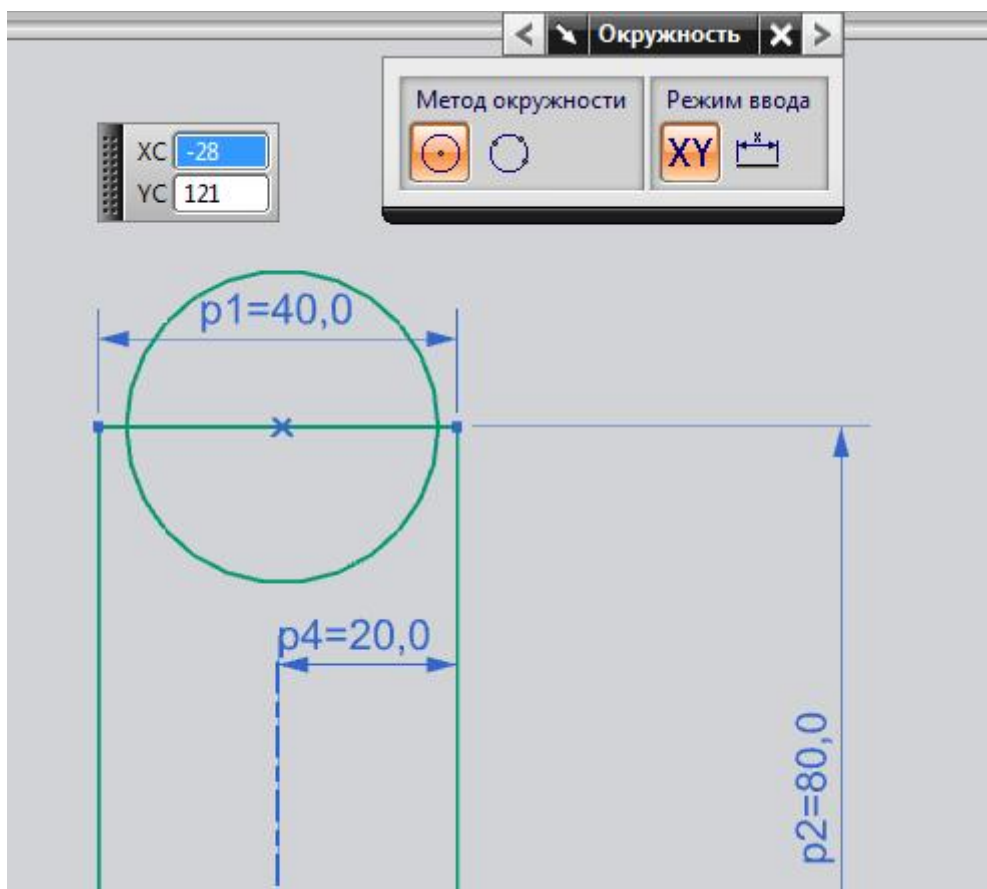 Окружность
Метод окружности
Режим ввода
XY
x
XC -28
YC 121
p1=40,0
p4=20,0
p2=80,0